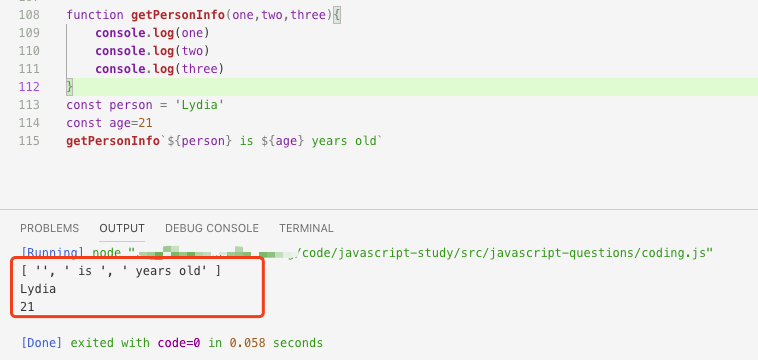 108 function getPersonInfo(one,two,three){
109 console.log(one)
110 console.log(two)
111 console.log(three)
112 }
113 const person = 'Lydia'
114 const age=21
115 getPersonInfo`${person} is ${age} years old`
PROBLEMS OUTPUT DEBUG CONSOLE TERMINAL
[Running] node "/code/javascript-study/src/javascript-questions/coding.js"
[ '', ' is ', ' years old' ]
Lydia
21
[Done] exited with code=0 in 0.058 seconds